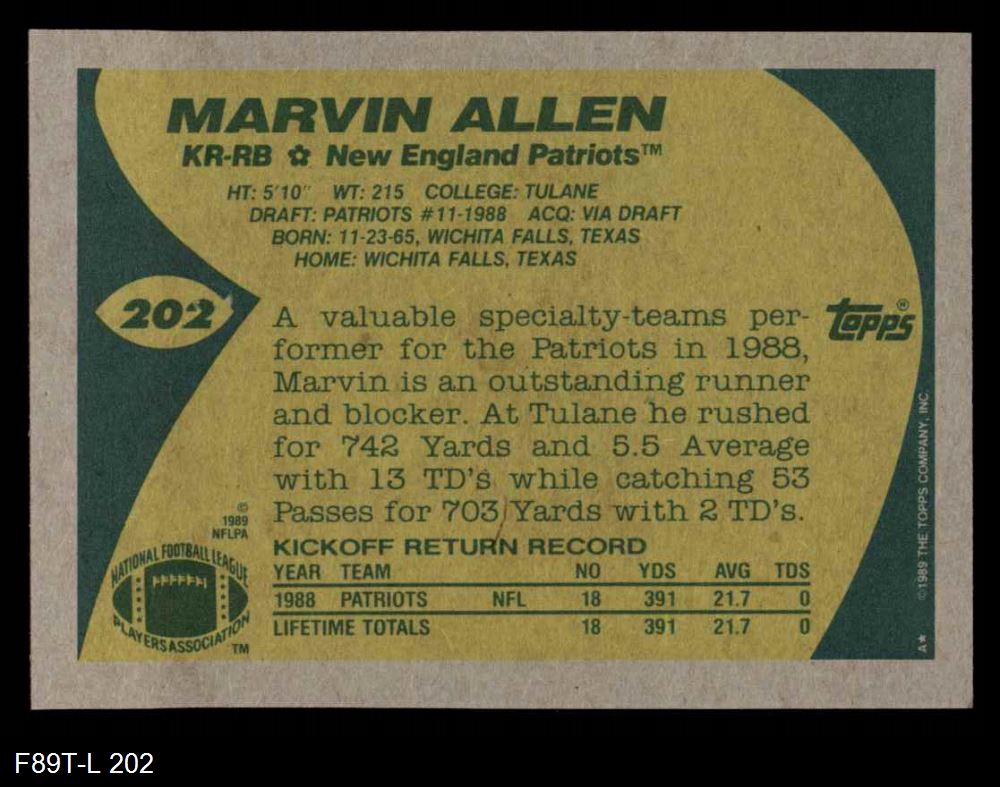 MARVIN ALLEN
KR-RB ✿ New England Patriots™
HT: 5'10" WT: 215 COLLEGE: TULANE
DRAFT: PATRIOTS #11-1988 ACQ: VIA DRAFT
BORN: 11-23-65, WICHITA FALLS, TEXAS
HOME: WICHITA FALLS, TEXAS
202
A valuable specialty-teams per-
former for the Patriots in 1988,
Marvin is an outstanding runner
and blocker. At Tulane he rushed
for 742 Yards and 5.5 Average
with 13 TD's while catching 53
Passes for 703 Yards with 2 TD's.
topps®
© 1989 THE TOPPS COMPANY, INC.
A*
©
1989
NFLPA
NATIONAL FOOTBALL LEAGUE
PLAYERS ASSOCIATION
TM
KICKOFF RETURN RECORD
YEAR TEAM NO YDS AVG TDS
1988 PATRIOTS NFL 18 391 21.7 0
LIFETIME TOTALS 18 391 21.7 0
F89T-L 202